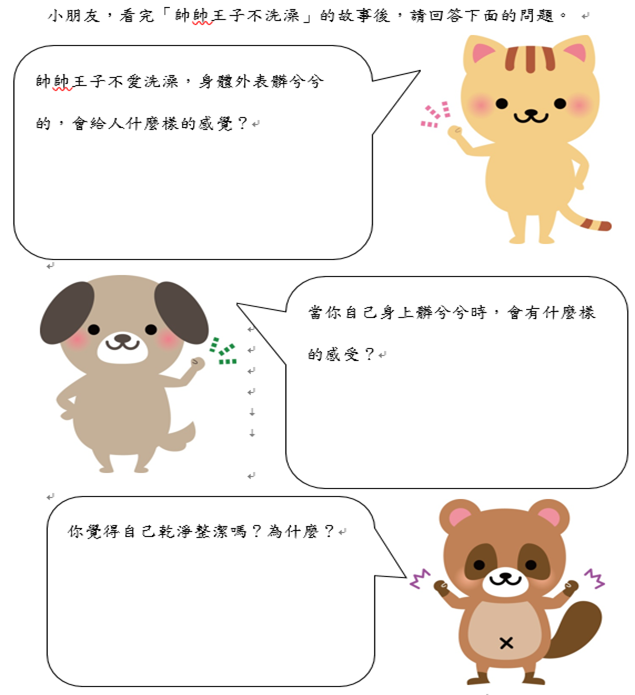 小朋友，看完「帥帥王子不洗澡」的故事後，請回答下面的問題。
帥帥王子不愛洗澡，身體外表髒兮兮
的，會給人什麼樣的感覺？
當你自己身上髒兮兮時，會有什麼樣
的感受？
你覺得自己乾淨整潔嗎？為什麼？